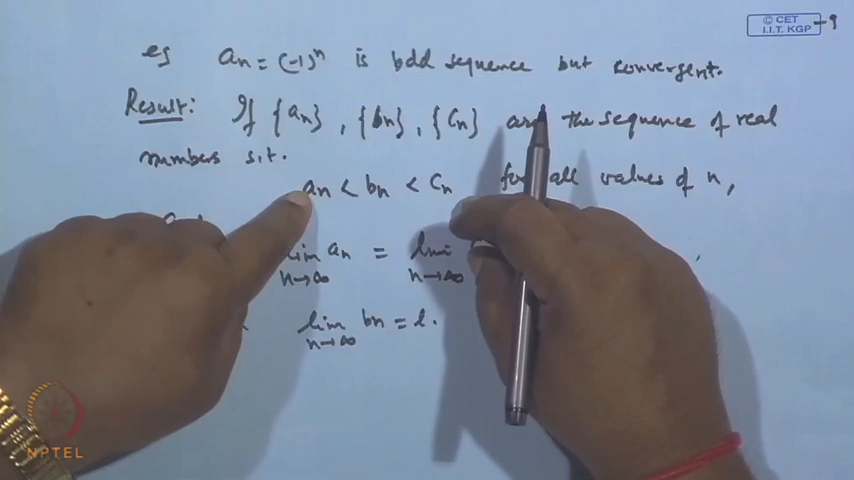 © CET
I.I.T. KGP
-9
eg an = (-1)^n is bdd sequence but convergent.
Result: If {an}, {bn}, {cn} are the sequence of real
numbers s.t.
an < bn < cn for all values of n,
lim n→∞ an = lim n→∞
lim n→∞ bn = l.
NPTEL